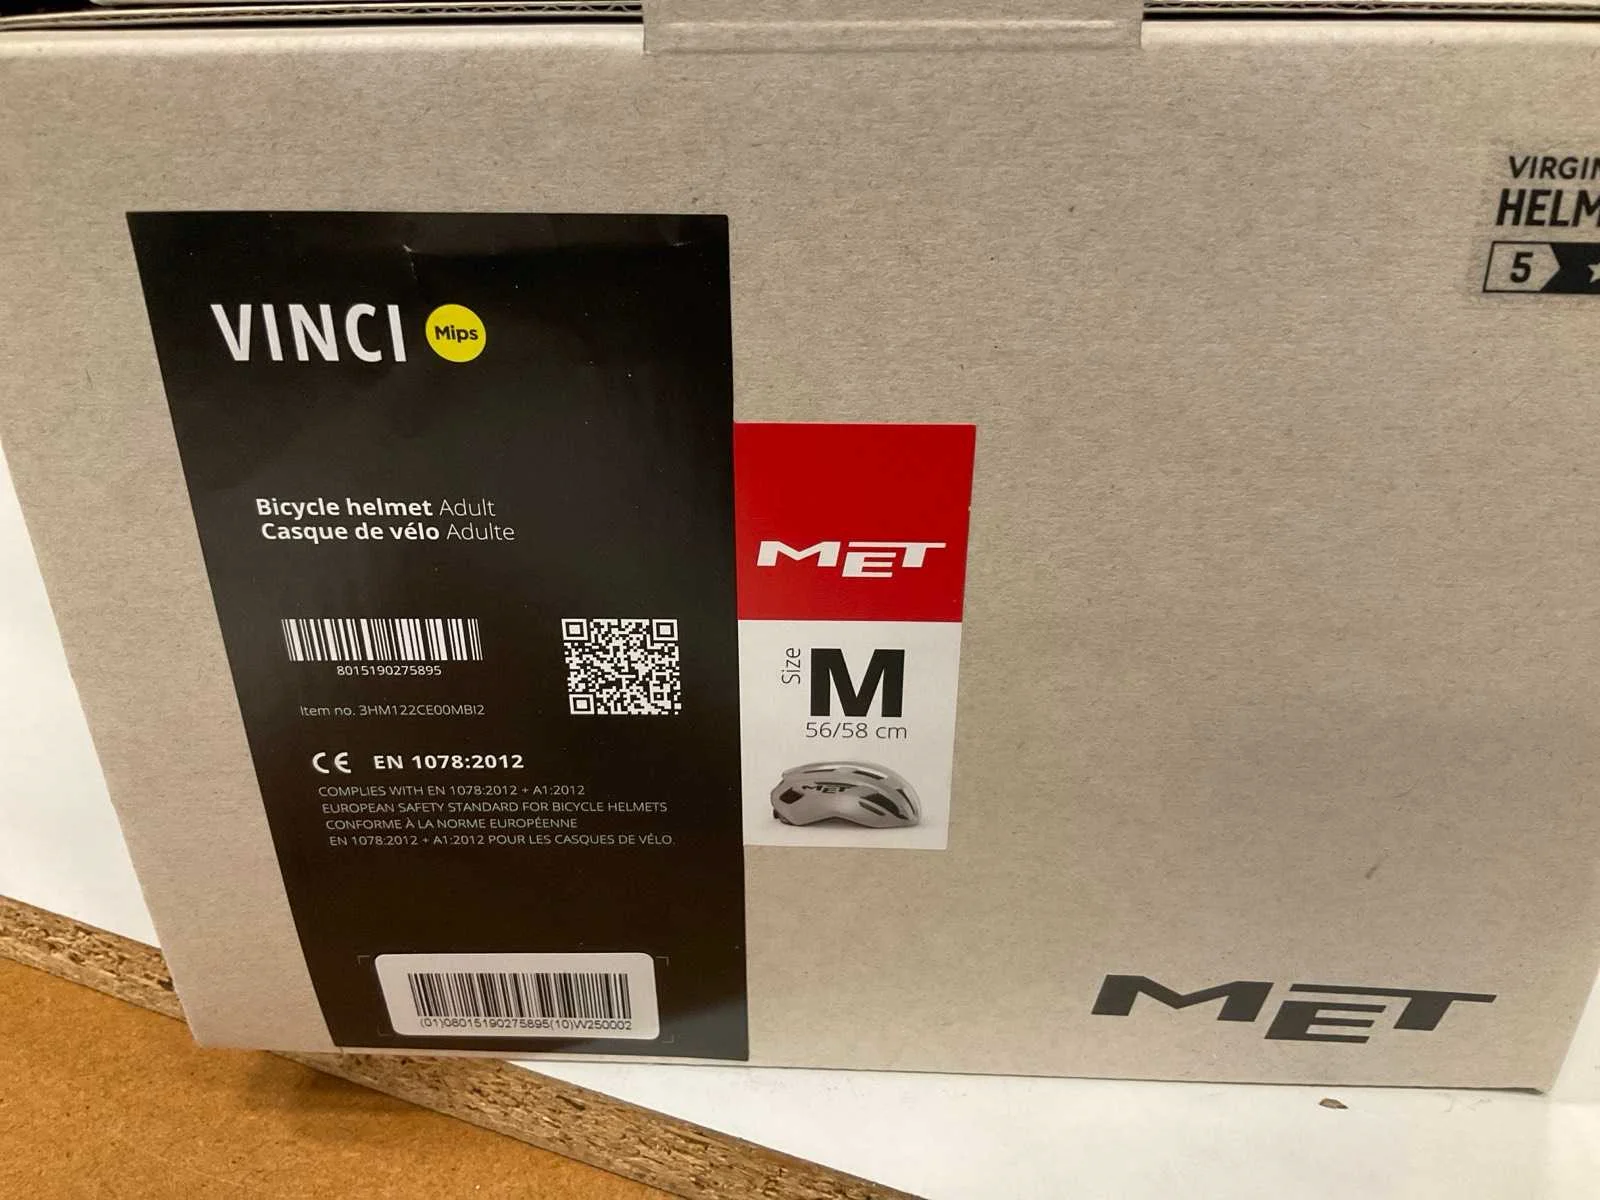 VINCI Mips
Bicycle helmet Adult
Casque de vélo Adulte
8015190275895
Item no. 3HM122CE00MBI2
CE EN 1078:2012
COMPLIES WITH EN 1078:2012 + A1:2012
EUROPEAN SAFETY STANDARD FOR BICYCLE HELMETS
CONFORME À LA NORME EUROPÉENNE
EN 1078:2012 + A1:2012 POUR LES CASQUES DE VÉLO.
(01)08015190275895(10)W250002
MET
Size M
56/58 cm
MET
HELM
5
MET